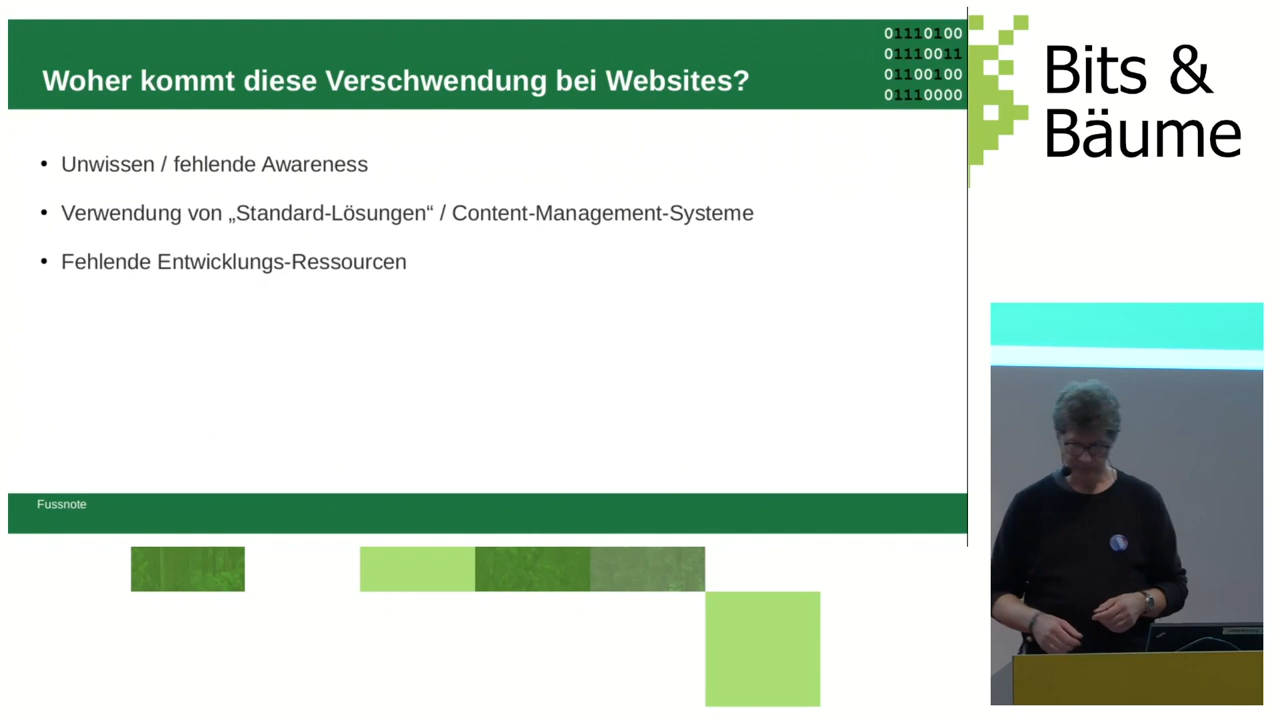 Woher kommt diese Verschwendung bei Websites?
01110100
01110011
01100100
01110000
Bits &
Bäume
• Unwissen / fehlende Awareness
• Verwendung von „Standard-Lösungen“ / Content-Management-Systeme
• Fehlende Entwicklungs-Ressourcen
Fussnote